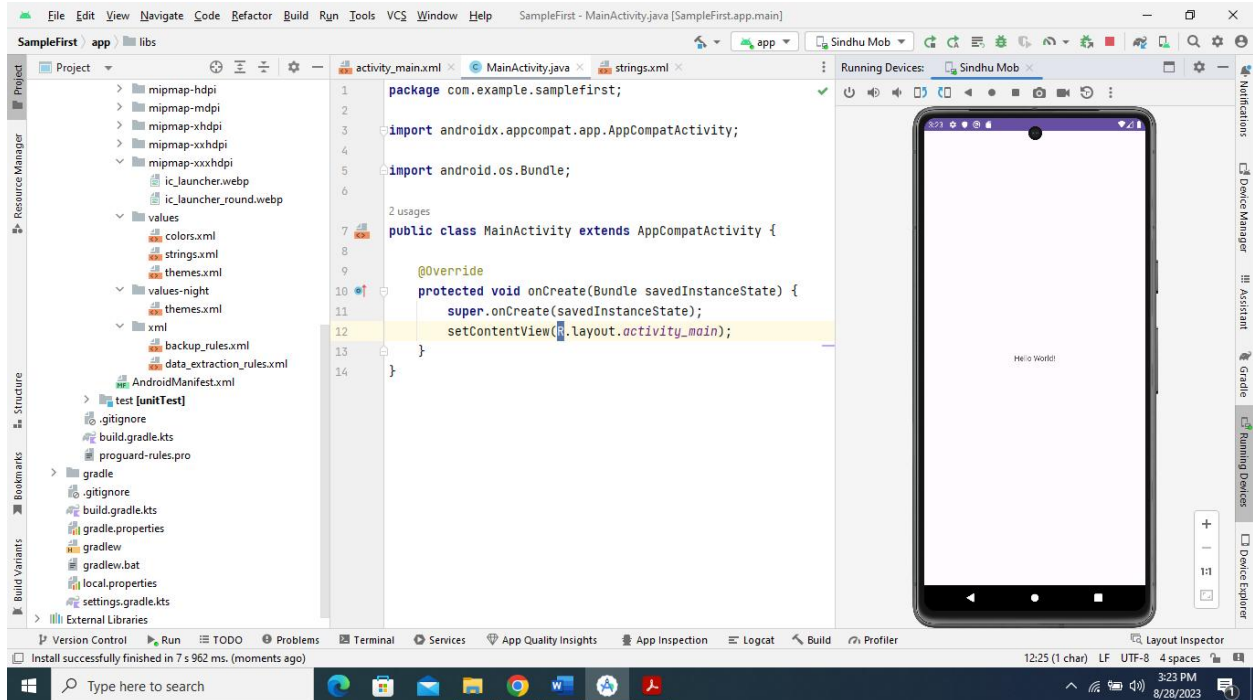 File Edit View Navigate Code Refactor Build Run Tools VCS Window Help SampleFirst - MainActivity.java [SampleFirst.app.main]
SampleFirst app libs app Sindhu Mob
Project
activity_main.xml MainActivity.java strings.xml
Running Devices: Sindhu Mob
Project
Resource Manager
Structure
Bookmarks
Build Variants
mipmap-hdpi
mipmap-mdpi
mipmap-xhdpi
mipmap-xxhdpi
mipmap-xxxhdpi
ic_launcher.webp
ic_launcher_round.webp
values
colors.xml
strings.xml
themes.xml
values-night
themes.xml
xml
backup_rules.xml
data_extraction_rules.xml
AndroidManifest.xml
test [unitTest]
.gitignore
build.gradle.kts
proguard-rules.pro
gradle
.gitignore
build.gradle.kts
gradle.properties
gradlew
gradlew.bat
local.properties
settings.gradle.kts
External Libraries
1 package com.example.samplefirst;
2
3 import androidx.appcompat.app.AppCompatActivity;
4
5 import android.os.Bundle;
6
2 usages
7 public class MainActivity extends AppCompatActivity {
8
9 @Override
10 protected void onCreate(Bundle savedInstanceState) {
11 super.onCreate(savedInstanceState);
12 setContentView(R.layout.activity_main);
13 }
14 }
3:23
Hello World!
1:1
Notifications
Device Manager
Assistant
Gradle
Running Devices
Device Explorer
Version Control Run TODO Problems Terminal Services App Quality Insights App Inspection Logcat Build Profiler Layout Inspector
Install successfully finished in 7 s 962 ms. (moments ago) 12:25 (1 char) LF UTF-8 4 spaces
Type here to search
3:23 PM
8/28/2023